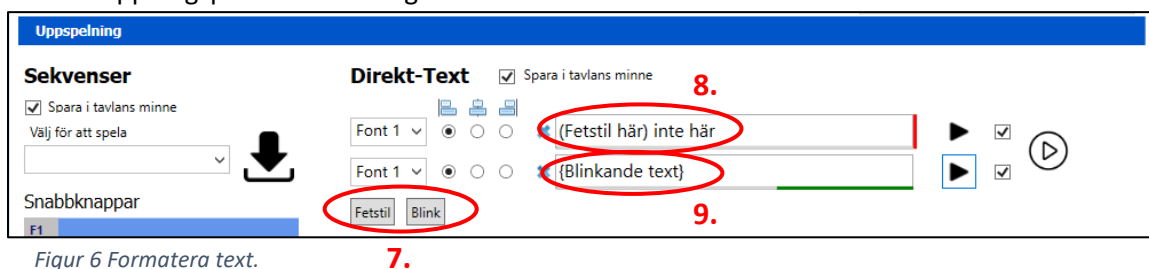 Uppspelning
Sekvenser
Spara i tavlans minne
Välj för att spela
Snabbknappar
F1
Direkt-Text
Spara i tavlans minne
8.
Font 1
(Fetstil här) inte här
Font 1
{Blinkande text}
Fetstil
Blink
9.
Figur 6 Formatera text.
7.